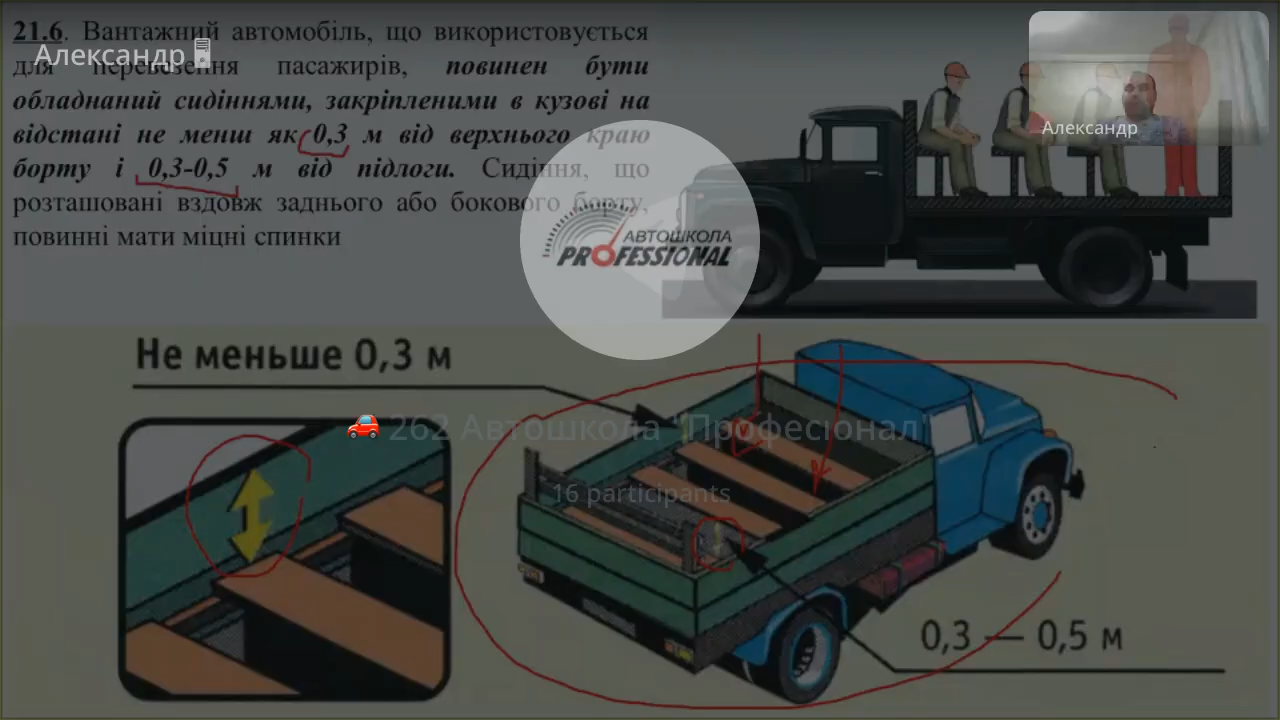 21.6. Вантажний автомобіль, що використовується
для перевезення пасажирів, повинен бути
обладнаний сидіннями, закріпленими в кузові на
відстані не менш як 0,3 м від верхнього краю
борту і 0,3-0,5 м від підлоги. Сидіння, що
розташовані вздовж заднього або бокового борту,
повинні мати міцні спинки
Александр
Александр
АВТОШКОЛА
PROFESSIONAL
Не меньше 0,3 м
262 Автошкола "Професіонал
16 participants
0,3 — 0,5 м